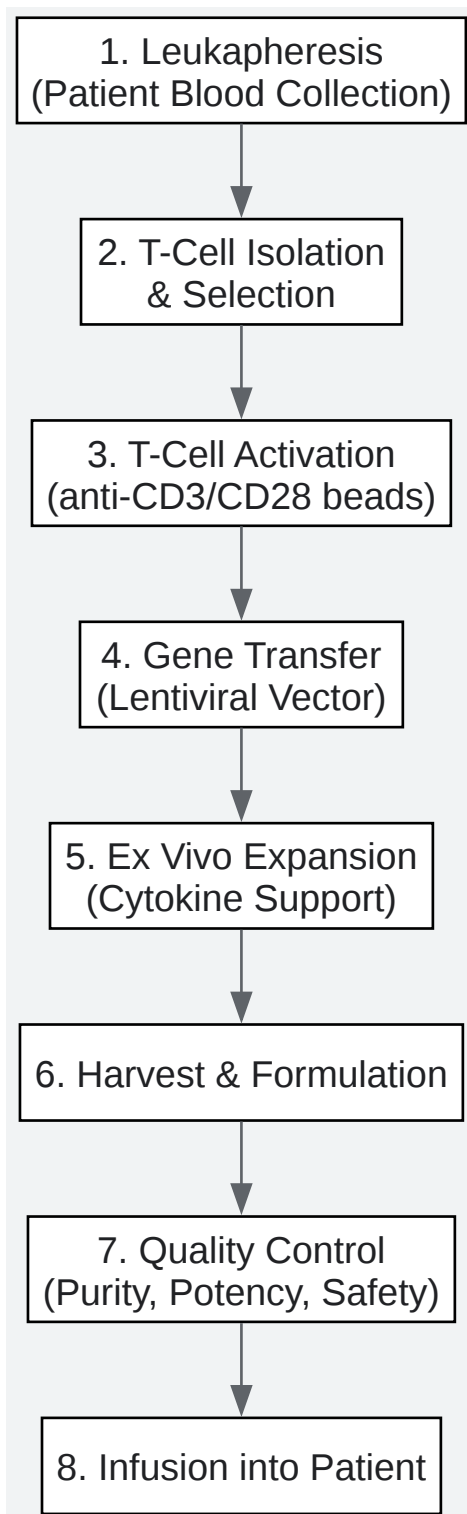 1. Leukapheresis
(Patient Blood Collection)
2. T-Cell Isolation
& Selection
3. T-Cell Activation
(anti-CD3/CD28 beads)
4. Gene Transfer
(Lentiviral Vector)
5. Ex Vivo Expansion
(Cytokine Support)
6. Harvest & Formulation
7. Quality Control
(Purity, Potency, Safety)
8. Infusion into Patient